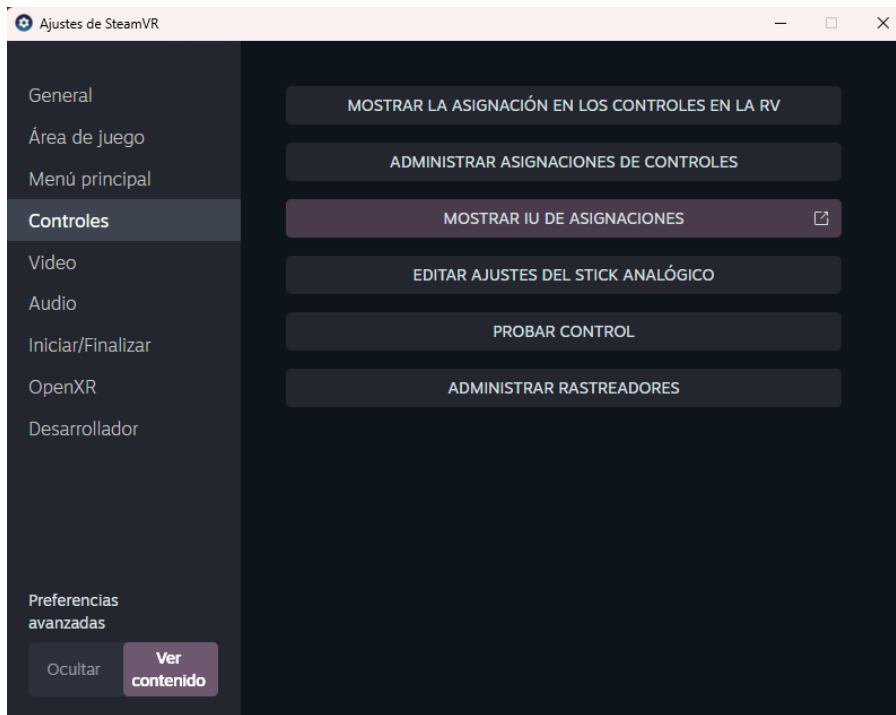 Ajustes de SteamVR
General
Área de juego
Menú principal
Controles
Video
Audio
Iniciar/Finalizar
OpenXR
Desarrollador
Preferencias
avanzadas
Ocultar
Ver
contenido
MOSTRAR LA ASIGNACIÓN EN LOS CONTROLES EN LA RV
ADMINISTRAR ASIGNACIONES DE CONTROLES
MOSTRAR IU DE ASIGNACIONES
EDITAR AJUSTES DEL STICK ANALÓGICO
PROBAR CONTROL
ADMINISTRAR RASTREADORES